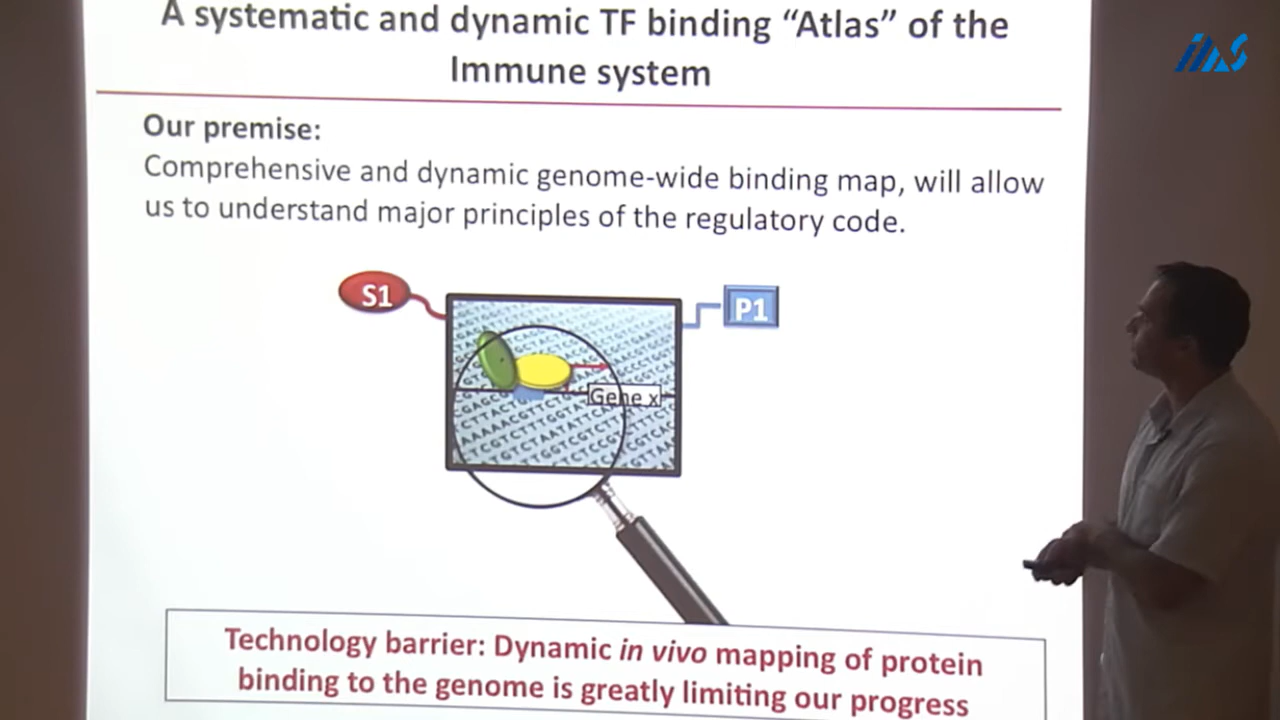 A systematic and dynamic TF binding “Atlas” of the
Immune system
Our premise:
Comprehensive and dynamic genome-wide binding map, will allow
us to understand major principles of the regulatory code.
S1
P1
Gene x
Technology barrier: Dynamic in vivo mapping of protein
binding to the genome is greatly limiting our progress